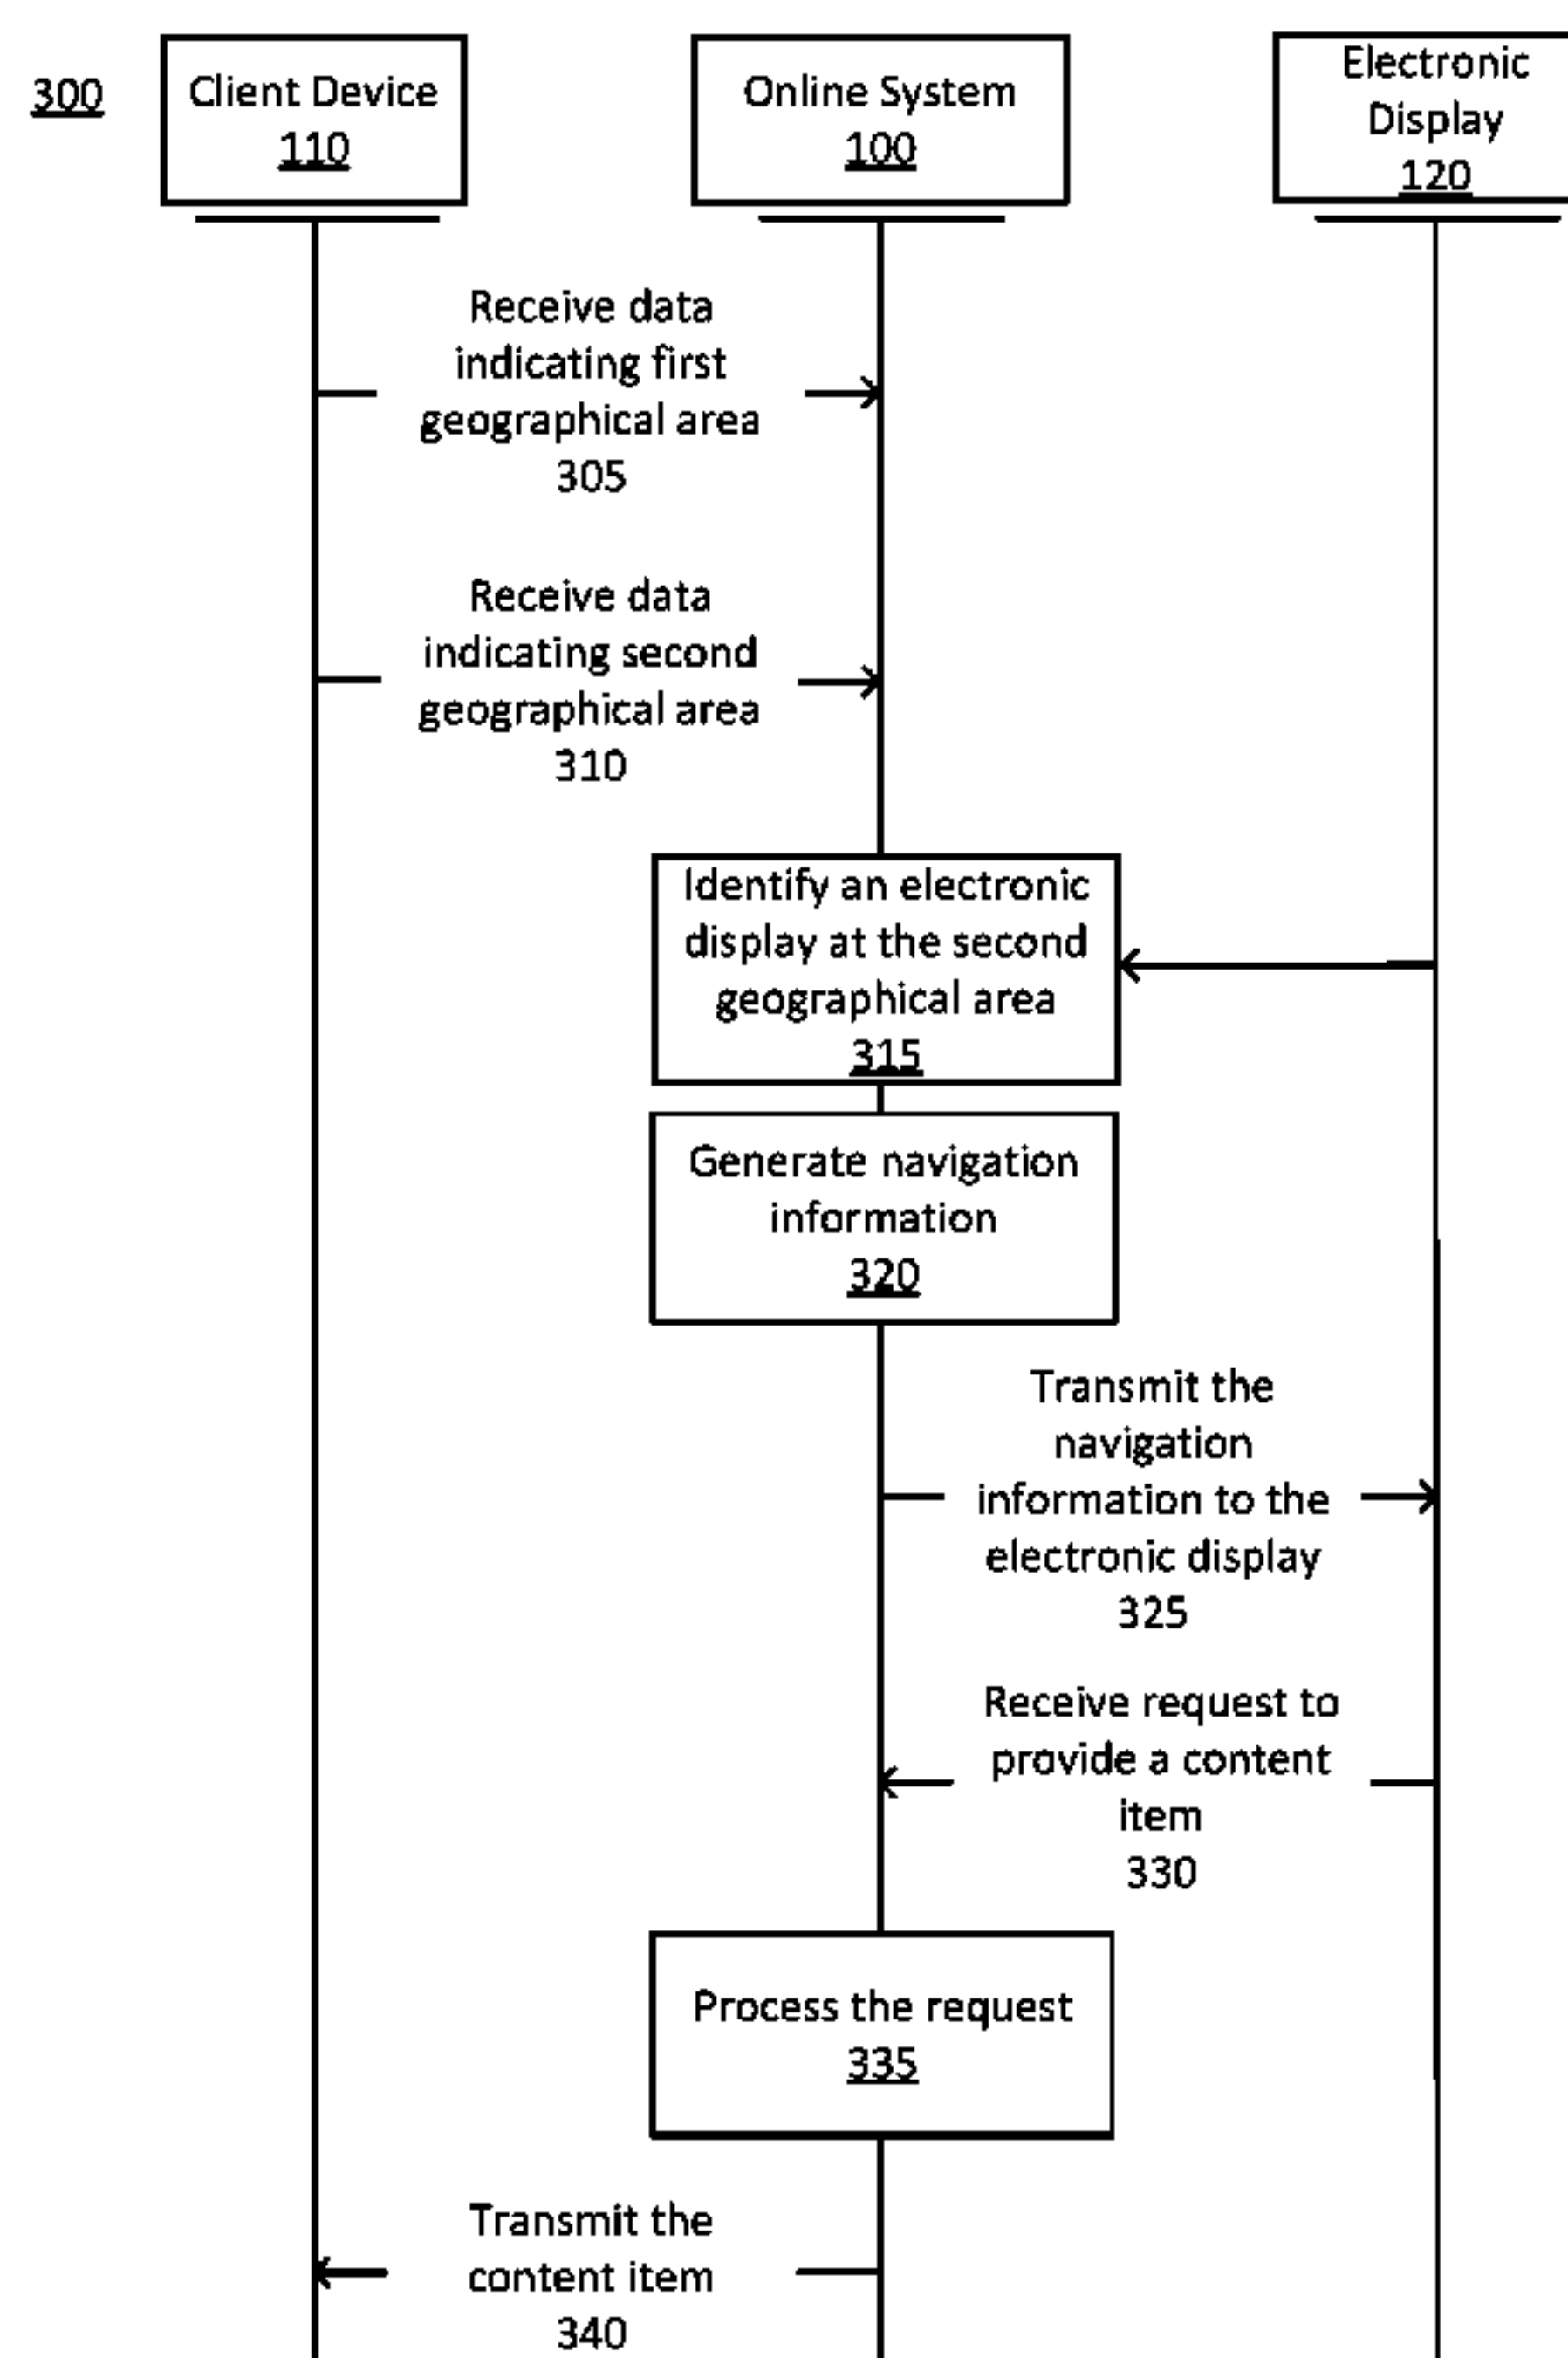 300
Client Device
110
Online System
100
Electronic
Display
120
Receive data
indicating first
geographical area
305
Receive data
indicating second
geographical area
310
Identify an electronic
display at the second
geographical area
315
Generate navigation
information
320
Transmit the
navigation
information to the
electronic display
325
Receive request to
provide a content
item
330
Process the request
335
Transmit the
content item
340